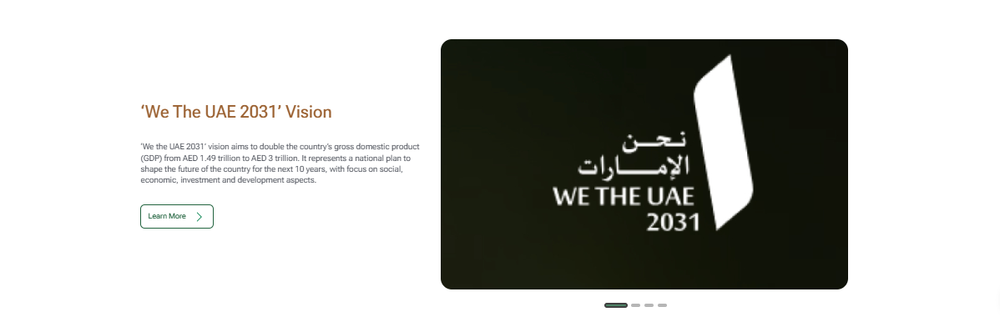 ‘We The UAE 2031’ Vision
‘We the UAE 2031’ vision aims to double the country’s gross domestic product
(GDP) from AED 1.49 trillion to AED 3 trillion. It represents a national plan to
shape the future of the country for the next 10 years, with focus on social,
economic, investment and development aspects.
Learn More
نحن
الإمارات
WE THE UAE
2031